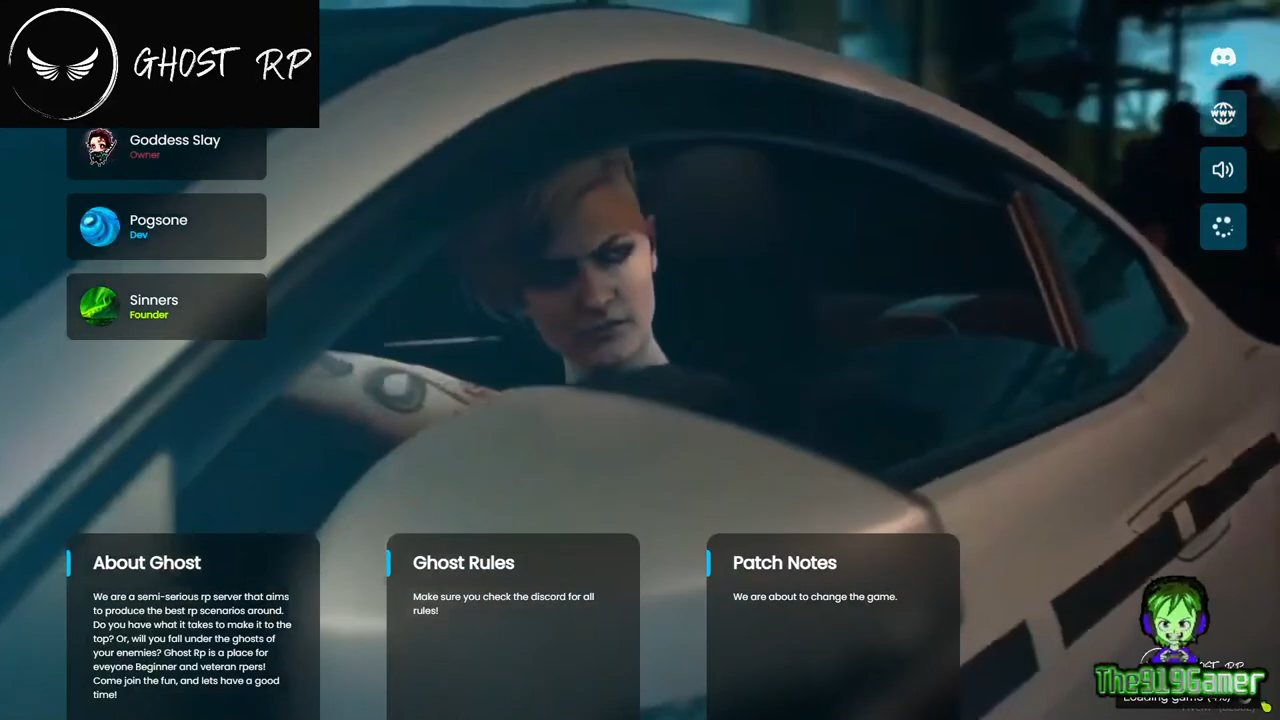 GHOST RP
Goddess Slay
Owner
Pogsone
Dev
Sinners
Founder
WWW
About Ghost
We are a semi-serious rp server that aims
to produce the best rp scenarios around.
Do you have what it takes to make it to the
top? Or, will you fall under the ghosts of
your enemies? Ghost Rp is a place for
eveyone Beginner and veteran rpers!
Come join the fun, and lets have a good
time!
Ghost Rules
Make sure you check the discord for all
rules!
Patch Notes
We are about to change the game.
The919Gamer
Loading game